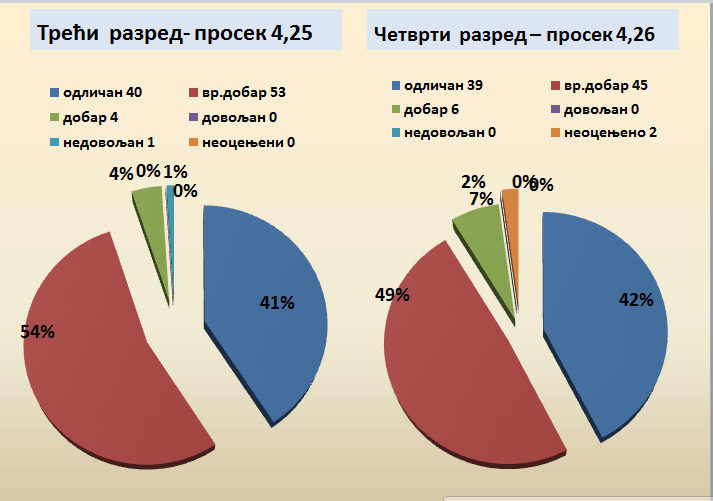 Трећи разред- просек 4,25
одличан 40
вр.добар 53
добар 4
довољан 0
недовољан 1
неоцењени 0
4%
0%
1%
0%
41%
54%
Четврти разред – просек 4,26
одличан 39
вр.добар 45
добар 6
довољан 0
недовољан 0
неоцењено 2
2%
0%
0%
7%
49%
42%